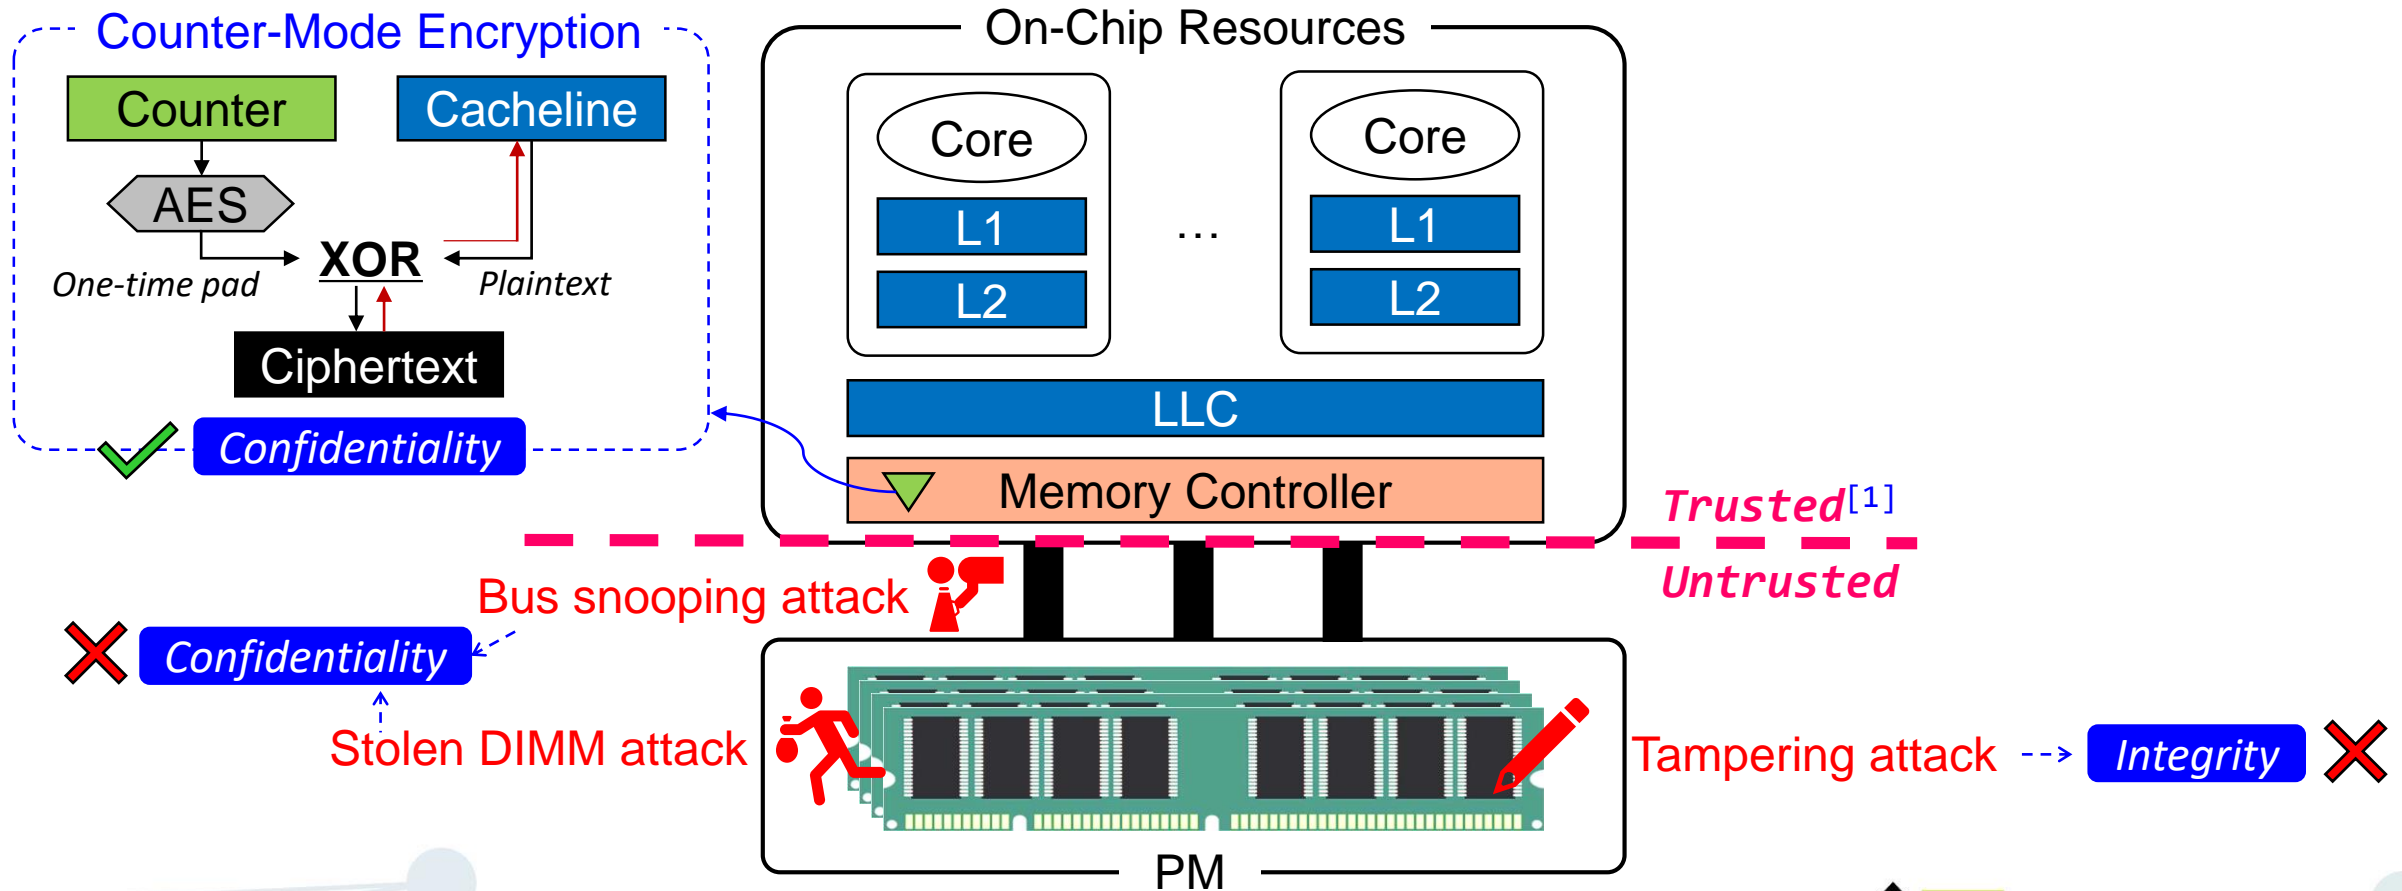 Counter-Mode Encryption
Counter
Cacheline
AES
XOR
One-time pad
Plaintext
Ciphertext
Confidentiality
On-Chip Resources
Core
Core
L1
L1
...
L2
L2
LLC
Memory Controller
Trusted[1]
Untrusted
Bus snooping attack
Confidentiality
Stolen DIMM attack
Tampering attack
Integrity
PM